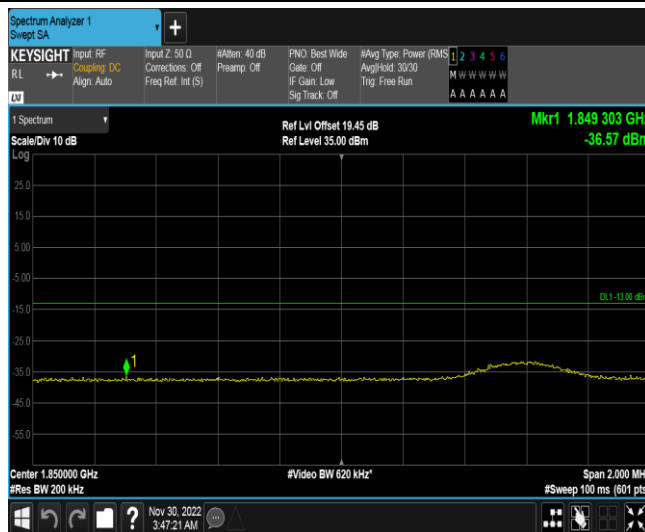 Spectrum Analyzer 1
Swept SA
+
KEYSIGHT
RL
LXI
Input: RF
Coupling: DC
Align: Auto
Input Z: 50 Ω
Corrections: Off
Freq Ref: Int (S)
#Atten: 40 dB
Preamp: Off
PNO: Best Wide
Gate: Off
IF Gain: Low
Sig Track: Off
#Avg Type: Power (RMS
Avg|Hold: 30/30
Trig: Free Run
1 2 3 4 5 6
M W W W W W
A A A A A A
1 Spectrum
Scale/Div 10 dB
Log
Ref Lvl Offset 19.45 dB
Ref Level 35.00 dBm
Mkr1 1.849 303 GHz
-36.57 dBm
25.0
15.0
5.00
-5.00
DL1 -13.00 dBm
-15.0
-25.0
1
-35.0
-45.0
-55.0
Center 1.850000 GHz
#Res BW 200 kHz
#Video BW 620 kHz*
Span 2.000 MH
#Sweep 100 ms (601 pts
?
Nov 30, 2022
3:47:21 AM